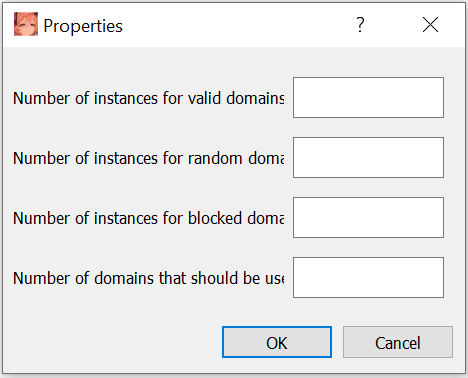 Properties
?
Number of instances for valid domains
Number of instances for random doma
Number of instances for blocked doma
Number of domains that should be use
OK
Cancel